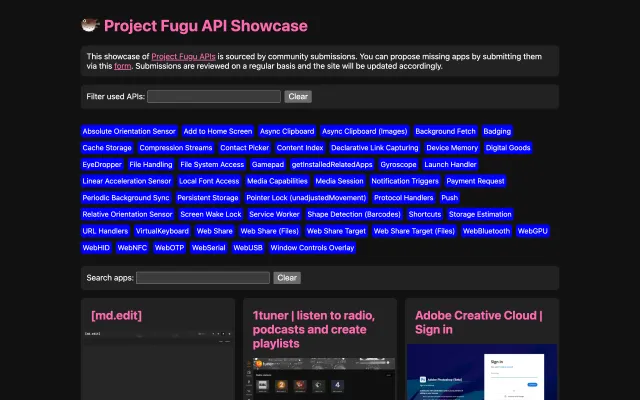 Project Fugu API Showcase
This showcase of Project Fugu APIs is sourced by community submissions. You can propose missing apps by submitting them
via this form. Submissions are reviewed on a regular basis and the site will be updated accordingly.
Filter used APIs: Clear
Absolute Orientation Sensor Add to Home Screen Async Clipboard Async Clipboard (Images) Background Fetch Badging
Cache Storage Compression Streams Contact Picker Content Index Declarative Link Capturing Device Memory Digital Goods
EyeDropper File Handling File System Access Gamepad getInstalledRelatedApps Gyroscope Launch Handler
Linear Acceleration Sensor Local Font Access Media Capabilities Media Session Notification Triggers Payment Request
Periodic Background Sync Persistent Storage Pointer Lock (unadjustedMovement) Protocol Handlers Push
Relative Orientation Sensor Screen Wake Lock Service Worker Shape Detection (Barcodes) Shortcuts Storage Estimation
URL Handlers VirtualKeyboard Web Share Web Share (Files) Web Share Target Web Share Target (Files) WebBluetooth WebGPU
WebHID WebNFC WebOTP WebSerial WebUSB Window Controls Overlay
Search apps: Clear
[md.edit]
1tuner | listen to radio,
podcasts and create
playlists
Adobe Creative Cloud |
Sign in
[md.edit]
1tuner
Sign in
Adobe Photoshop (Beta)